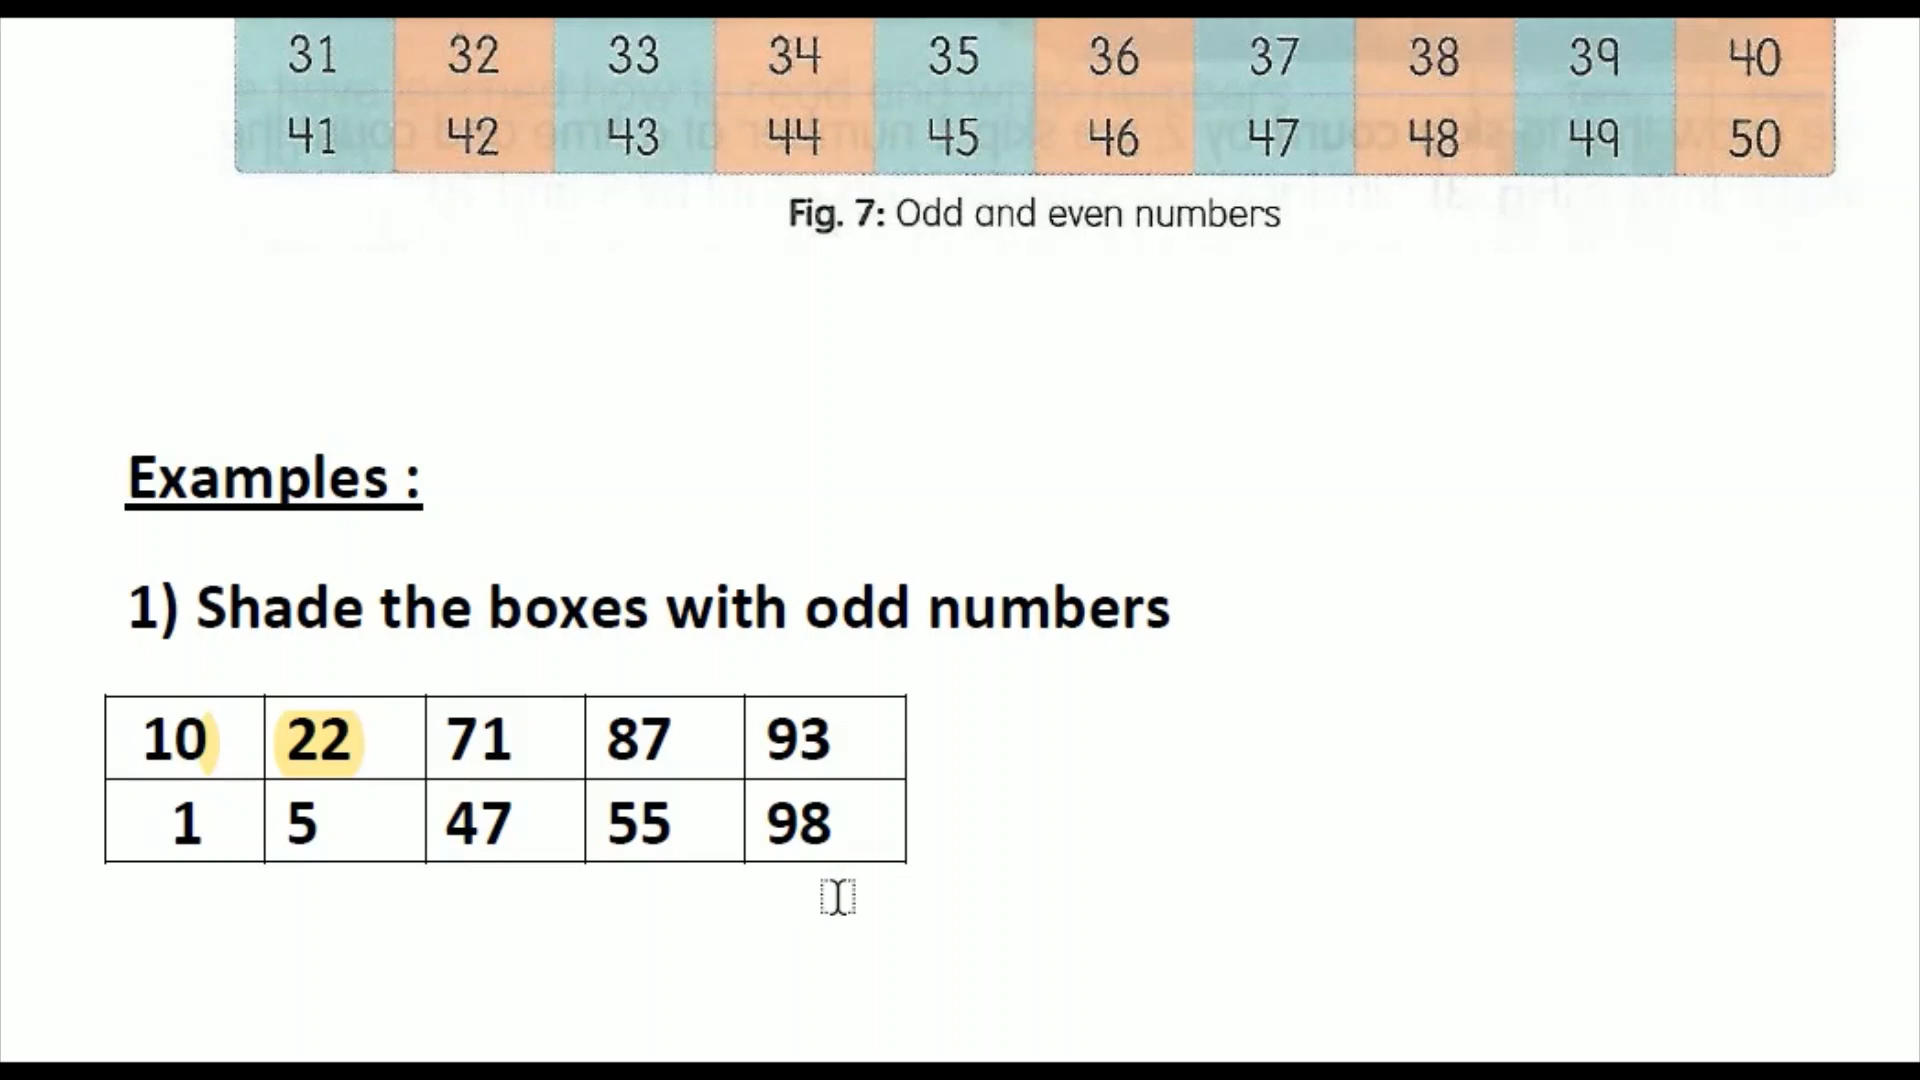 31 32 33 34 35 36 37 38 39 40
41 42 43 44 45 46 47 48 49 50
Fig. 7: Odd and even numbers
Examples :
1) Shade the boxes with odd numbers
10 22 71 87 93
1 5 47 55 98